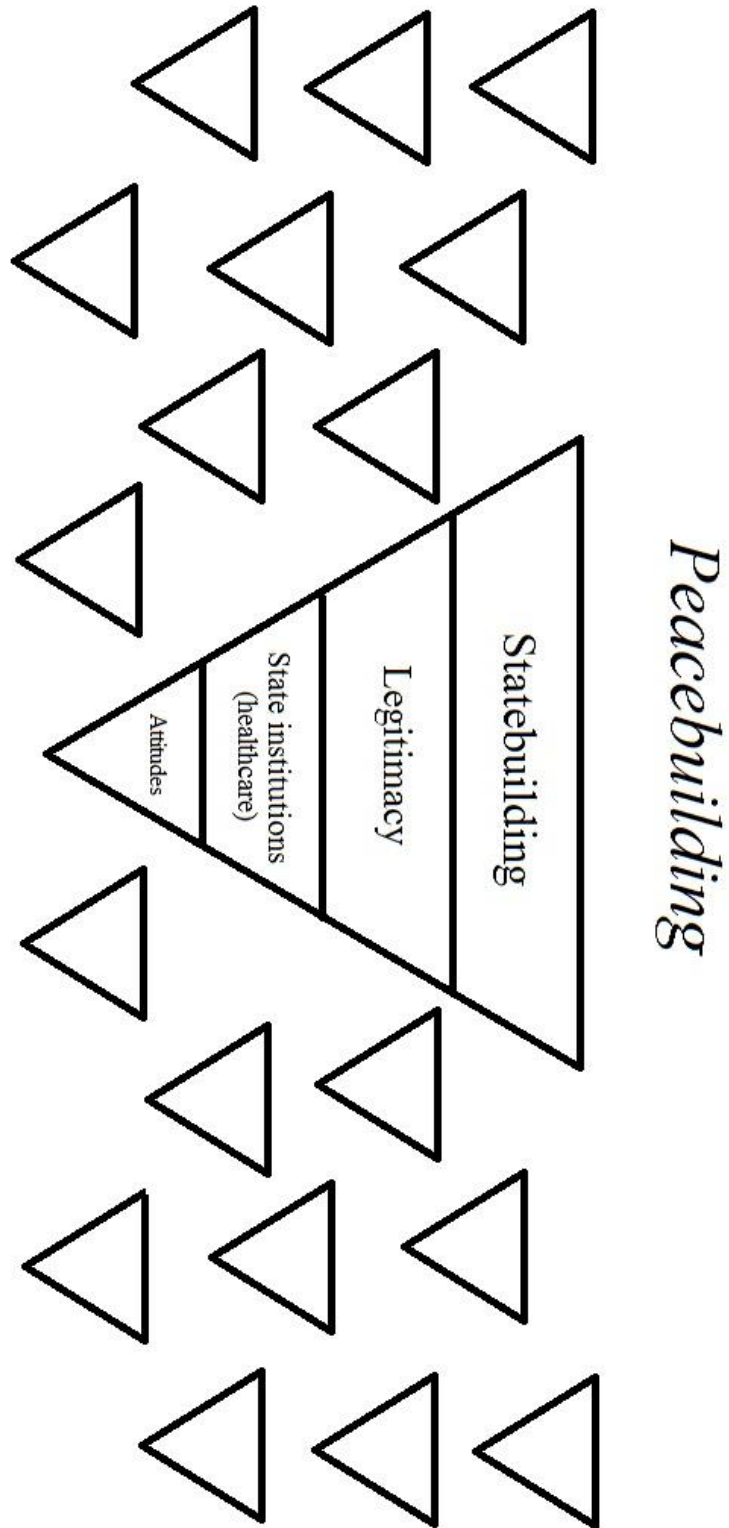 Peacebuilding
Statebuilding
Legitimacy
State institutions
(healthcare)
Attitudes